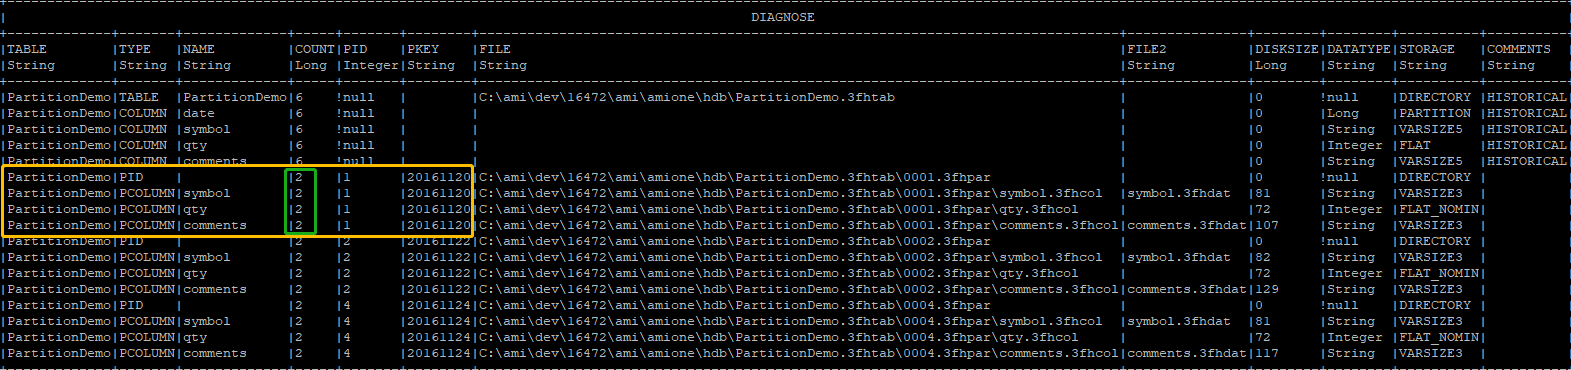 DIAGNOSE
|TABLE |TYPE |NAME |COUNT|PID |PKEY |FILE |FILE2 |DISKSIZE|DATATYPE|STORAGE |COMMENTS |
|String |String |String |Long |Integer|String |String |String |Long |String |String |String |
|PartitionDemo|TABLE |PartitionDemo|6 !null | |C:\ami\dev\16472\ami\amione\hdb\PartitionDemo.3fhtab | |0 !null |DIRECTORY |HISTORICAL|
|PartitionDemo|COLUMN |date |6 !null | | | |0 |Long |PARTITION |HISTORICAL|
|PartitionDemo|COLUMN |symbol |6 !null | | | |0 |String |VARSIZE5 |HISTORICAL|
|PartitionDemo|COLUMN |qty |6 !null | | | |0 |Integer |FLAT |HISTORICAL|
|PartitionDemo|COLUMN |comments |6 !null | | | |0 |String |VARSIZE5 |HISTORICAL|
|PartitionDemo|PID | |2 |1 |20161120|C:\ami\dev\16472\ami\amione\hdb\PartitionDemo.3fhtab\0001.3fhpar | |0 !null |DIRECTORY | |
|PartitionDemo|PCOLUMN|symbol |2 |1 |20161120|C:\ami\dev\16472\ami\amione\hdb\PartitionDemo.3fhtab\0001.3fhpar\symbol.3fhcol |symbol.3fhdat |81 |String |VARSIZE3 | |
|PartitionDemo|PCOLUMN|qty |2 |1 |20161120|C:\ami\dev\16472\ami\amione\hdb\PartitionDemo.3fhtab\0001.3fhpar\qty.3fhcol | |72 |Integer |FLAT_NOMIN| |
|PartitionDemo|PCOLUMN|comments |2 |1 |20161120|C:\ami\dev\16472\ami\amione\hdb\PartitionDemo.3fhtab\0001.3fhpar\comments.3fhcol|comments.3fhdat|107 |String |VARSIZE3 | |
|PartitionDemo|PID | |2 |2 |20161122|C:\ami\dev\16472\ami\amione\hdb\PartitionDemo.3fhtab\0002.3fhpar | |0 !null |DIRECTORY | |
|PartitionDemo|PCOLUMN|symbol |2 |2 |20161122|C:\ami\dev\16472\ami\amione\hdb\PartitionDemo.3fhtab\0002.3fhpar\symbol.3fhcol |symbol.3fhdat |82 |String |VARSIZE3 | |
|PartitionDemo|PCOLUMN|qty |2 |2 |20161122|C:\ami\dev\16472\ami\amione\hdb\PartitionDemo.3fhtab\0002.3fhpar\qty.3fhcol | |72 |Integer |FLAT_NOMIN| |
|PartitionDemo|PCOLUMN|comments |2 |2 |20161122|C:\ami\dev\16472\ami\amione\hdb\PartitionDemo.3fhtab\0002.3fhpar\comments.3fhcol|comments.3fhdat|129 |String |VARSIZE3 | |
|PartitionDemo|PID | |2 |4 |20161124|C:\ami\dev\16472\ami\amione\hdb\PartitionDemo.3fhtab\0004.3fhpar | |0 !null |DIRECTORY | |
|PartitionDemo|PCOLUMN|symbol |2 |4 |20161124|C:\ami\dev\16472\ami\amione\hdb\PartitionDemo.3fhtab\0004.3fhpar\symbol.3fhcol |symbol.3fhdat |81 |String |VARSIZE3 | |
|PartitionDemo|PCOLUMN|qty |2 |4 |20161124|C:\ami\dev\16472\ami\amione\hdb\PartitionDemo.3fhtab\0004.3fhpar\qty.3fhcol | |72 |Integer |FLAT_NOMIN| |
|PartitionDemo|PCOLUMN|comments |2 |4 |20161124|C:\ami\dev\16472\ami\amione\hdb\PartitionDemo.3fhtab\0004.3fhpar\comments.3fhcol|comments.3fhdat|117 |String |VARSIZE3 | |